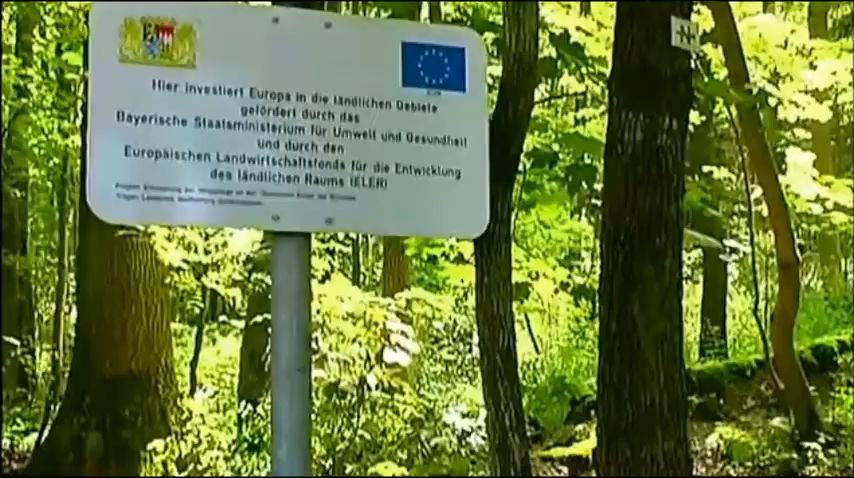 Hier investiert Europa in die ländlichen Gebiete
gefördert durch das
Bayerische Staatsministerium für Umwelt und Gesundheit
und durch den
Europäischen Landwirtschaftsfonds für die Entwicklung
des ländlichen Raums (ELER)